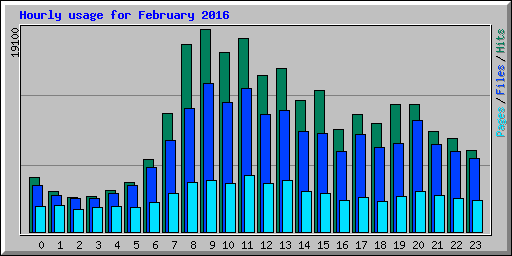 Hourly usage for February 2016
19100
Pages/Files/Hits
0 1 2 3 4 5 6 7 8 9 10 11 12 13 14 15 16 17 18 19 20 21 22 23